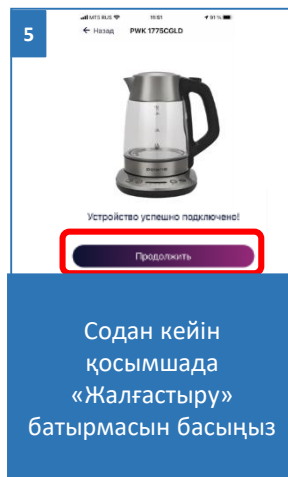 5
MTS RUS 10:51 91 %
← Назад PWK 1775CGLD
Устройство успешно подключено!
Продолжить
Содан кейін
қосымшада
«Жалғастыру»
батырмасын басыңыз